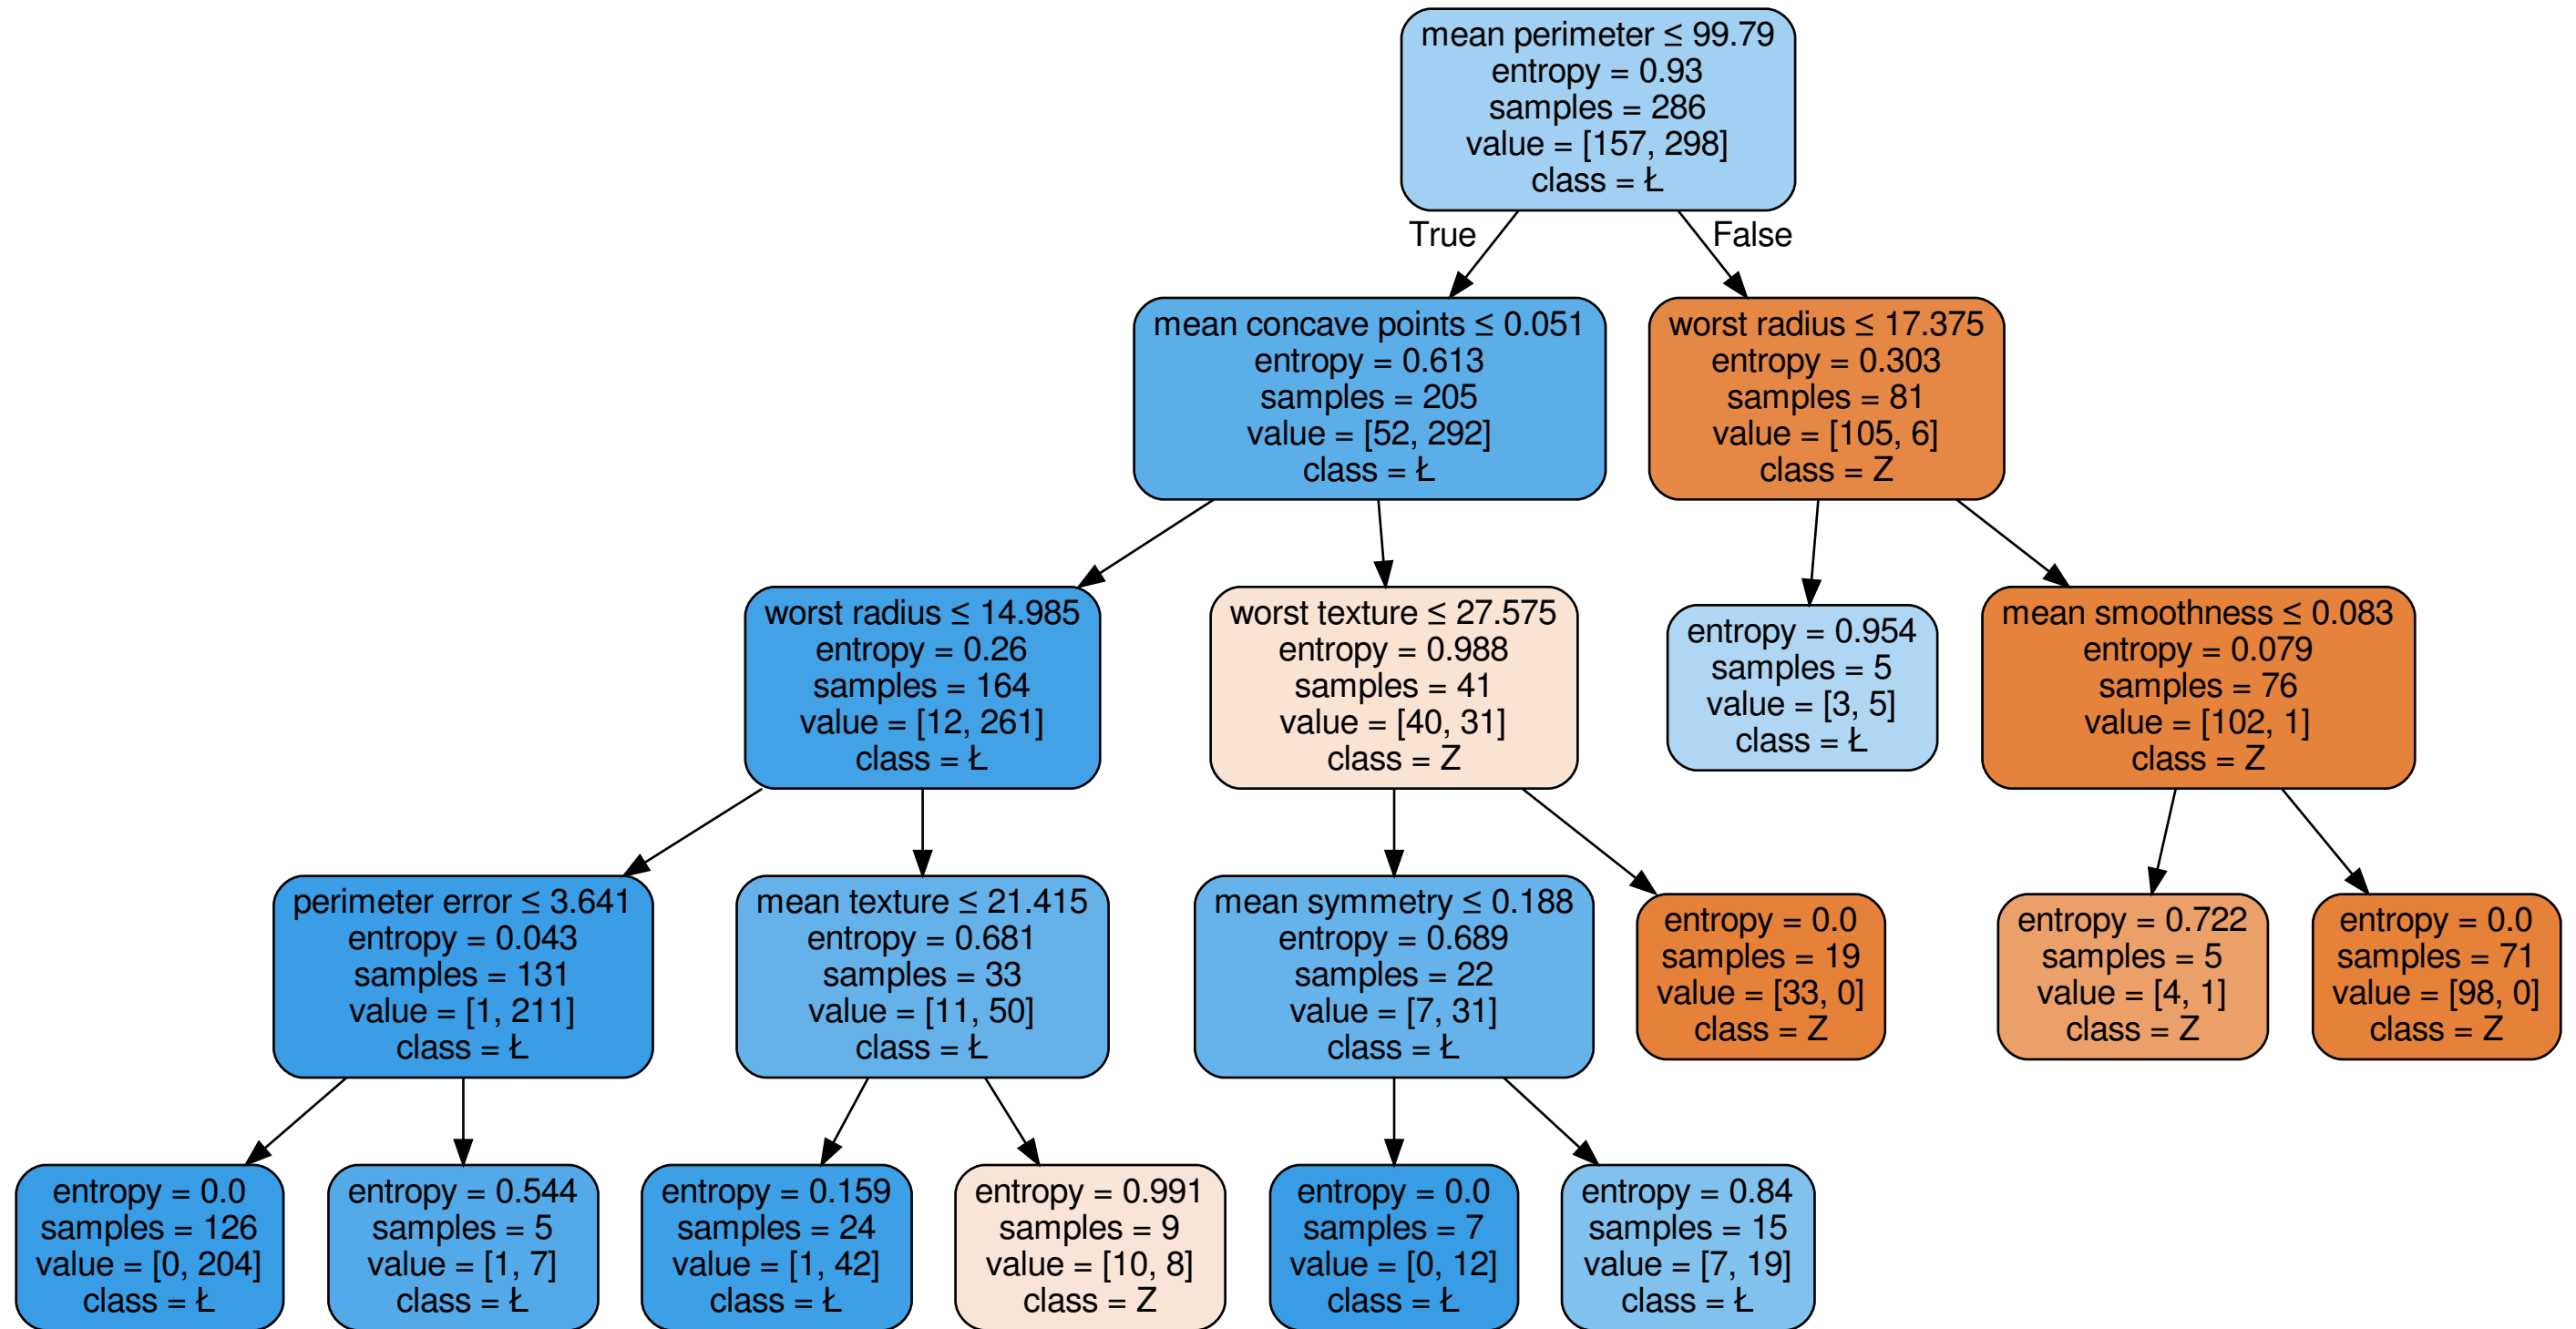 mean perimeter ≤ 99.79
entropy = 0.93
samples = 286
value = [157, 298]
class = Ł
True
False
mean concave points ≤ 0.051
entropy = 0.613
samples = 205
value = [52, 292]
class = Ł
worst radius ≤ 17.375
entropy = 0.303
samples = 81
value = [105, 6]
class = Z
worst radius ≤ 14.985
entropy = 0.26
samples = 164
value = [12, 261]
class = Ł
worst texture ≤ 27.575
entropy = 0.988
samples = 41
value = [40, 31]
class = Z
entropy = 0.954
samples = 5
value = [3, 5]
class = Ł
mean smoothness ≤ 0.083
entropy = 0.079
samples = 76
value = [102, 1]
class = Z
perimeter error ≤ 3.641
entropy = 0.043
samples = 131
value = [1, 211]
class = Ł
mean texture ≤ 21.415
entropy = 0.681
samples = 33
value = [11, 50]
class = Ł
mean symmetry ≤ 0.188
entropy = 0.689
samples = 22
value = [7, 31]
class = Ł
entropy = 0.0
samples = 19
value = [33, 0]
class = Z
entropy = 0.722
samples = 5
value = [4, 1]
class = Z
entropy = 0.0
samples = 71
value = [98, 0]
class = Z
entropy = 0.0
samples = 126
value = [0, 204]
class = Ł
entropy = 0.544
samples = 5
value = [1, 7]
class = Ł
entropy = 0.159
samples = 24
value = [1, 42]
class = Ł
entropy = 0.991
samples = 9
value = [10, 8]
class = Z
entropy = 0.0
samples = 7
value = [0, 12]
class = Ł
entropy = 0.84
samples = 15
value = [7, 19]
class = Ł